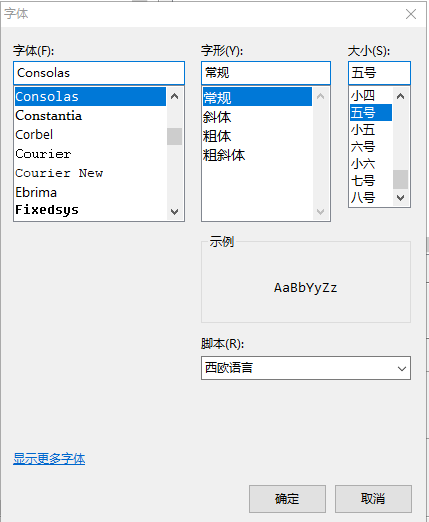 字体
字体(F):
字形(Y):
大小(S):
Consolas
常规
五号
Consolas
Constantia
Corbel
Courier
Courier New
Ebrima
Fixedsys
常规
斜体
粗体
粗斜体
小四
五号
小五
六号
小六
七号
八号
示例
AaBbYyZz
脚本(R):
西欧语言
显示更多字体
确定
取消